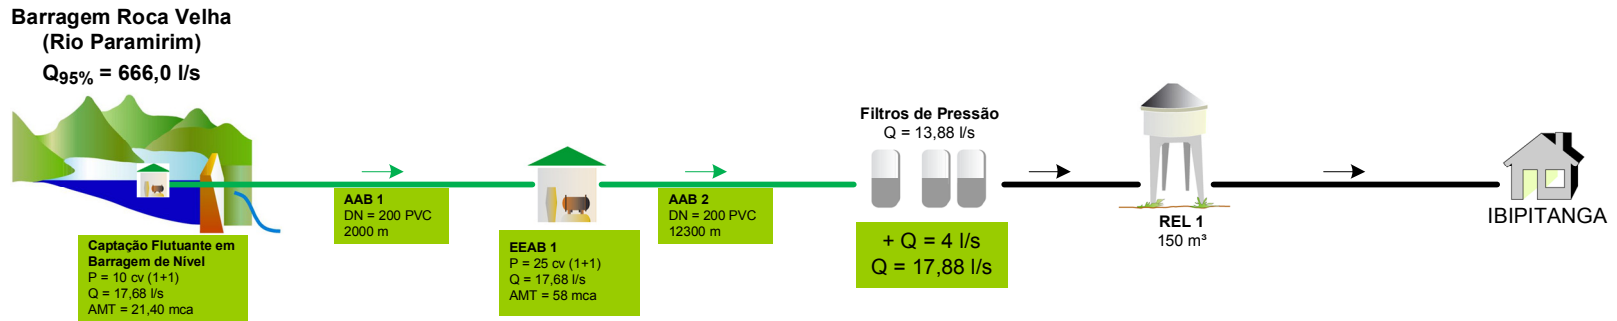 Barragem Roca Velha
(Rio Paramirim)
Q95% = 666,0 l/s
Captação Flutuante em
Barragem de Nível
P = 10 cv (1+1)
Q = 17,68 l/s
AMT = 21,40 mca
AAB 1
DN = 200 PVC
2000 m
EEAB 1
P = 25 cv (1+1)
Q = 17,68 l/s
AMT = 58 mca
AAB 2
DN = 200 PVC
12300 m
Filtros de Pressão
Q = 13,88 l/s
+ Q = 4 l/s
Q = 17,88 l/s
REL 1
150 m³
IBIPITANGA